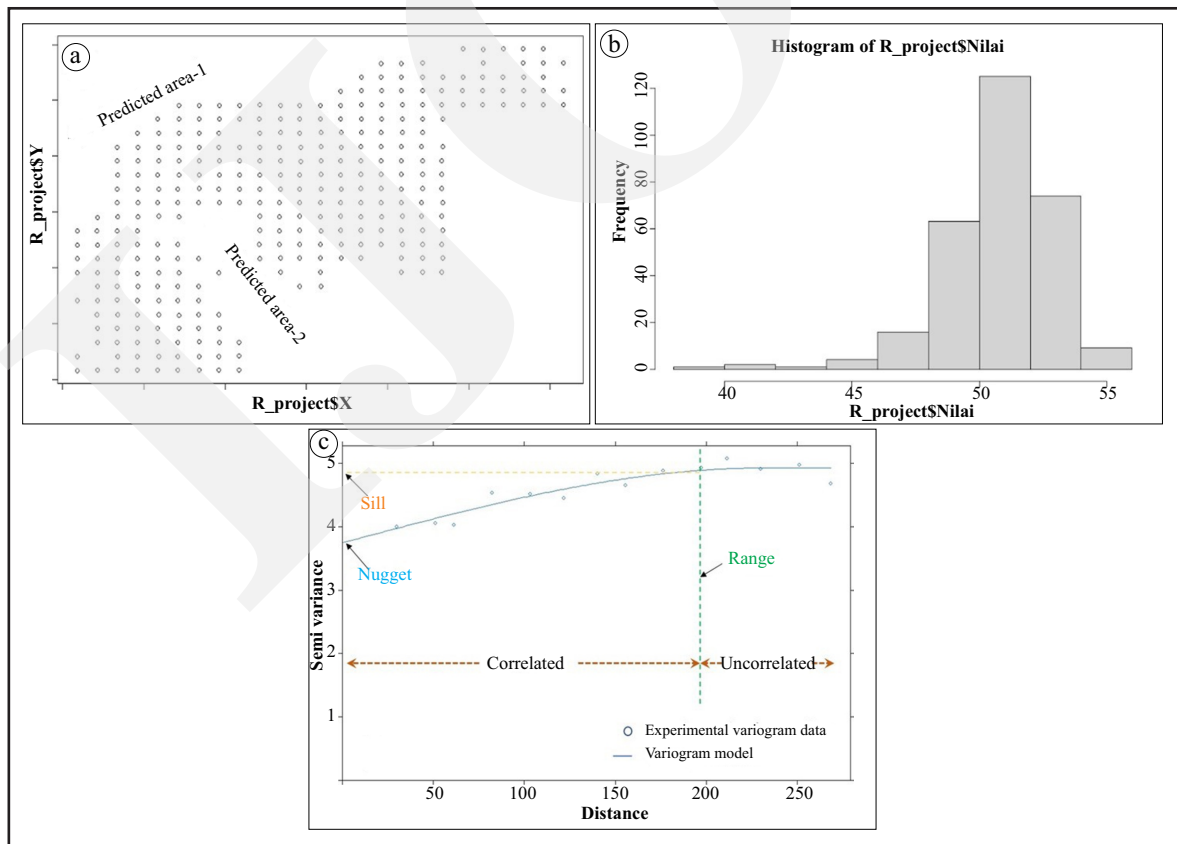 a
Predicted area-1
Predicted area-2
R_project$Y
R_project$X
b
Histogram of R_project$Nilai
Frequency
120
100
80
60
40
20
0
40 45 50 55
R_project$Nilai
c
5
4
3
2
1
Sill
Nugget
Range
Correlated
Uncorrelated
Semi variance
Experimental variogram data
Variogram model
50 100 150 200 250
Distance